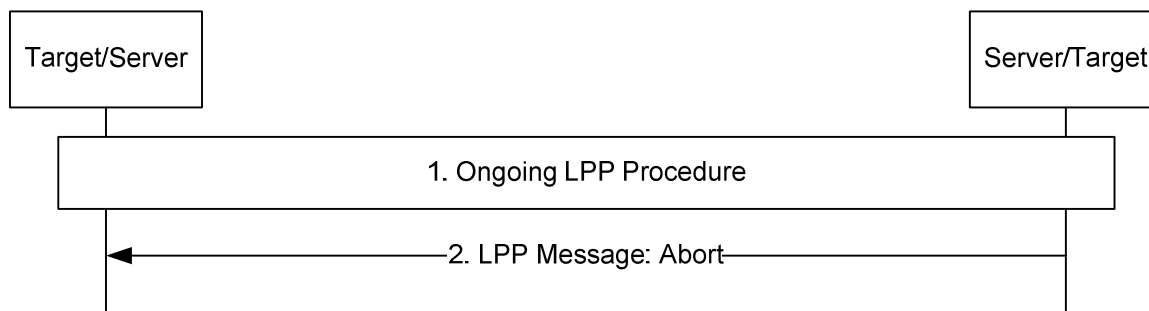 Target/Server
Server/Target
1. Ongoing LPP Procedure
2. LPP Message: Abort